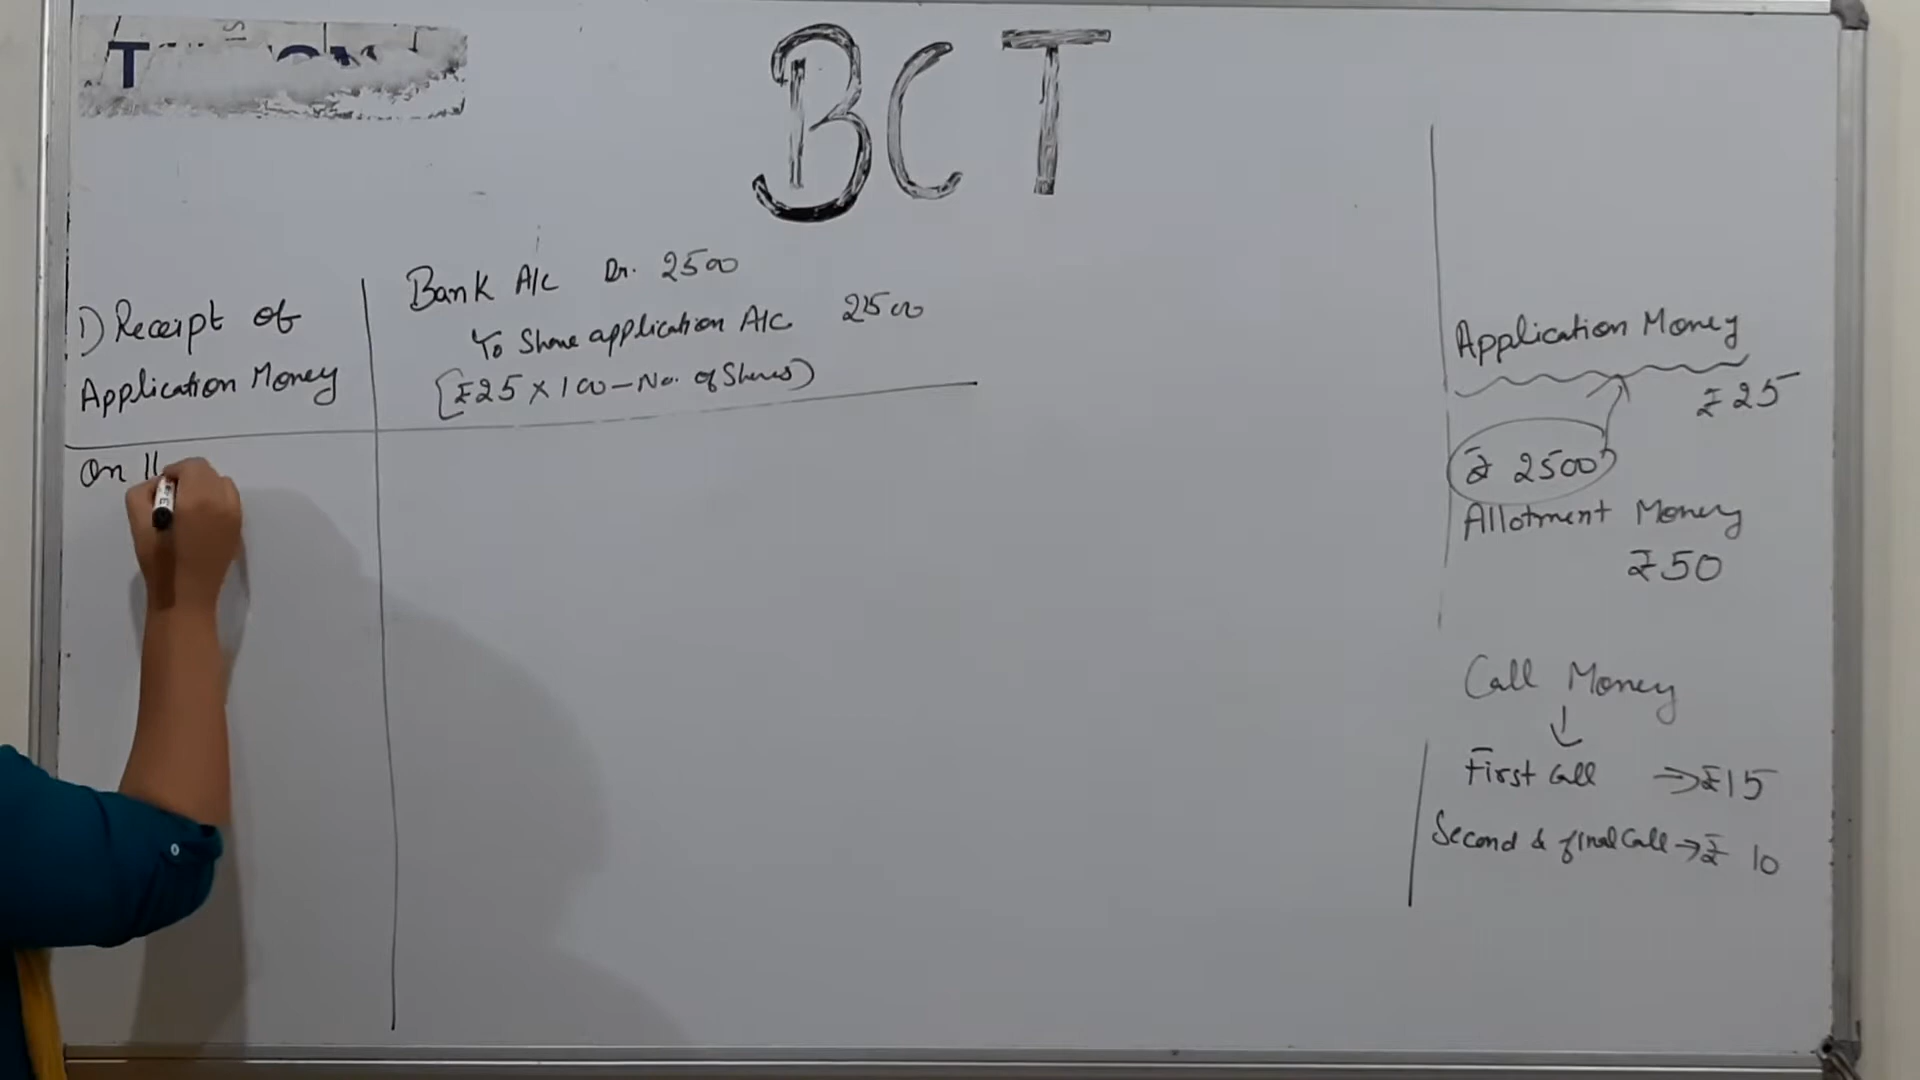 BCT
1) Receipt of
Application Money
Bank A/c Dr. 2500
To Share application A/c 2500
[₹25 × 100 – No. of Shares)
On
Application Money
₹25
₹ 2500
Allotment Money
₹50
Call Money
↓
First Call → ₹15
Second & final Call → ₹ 10